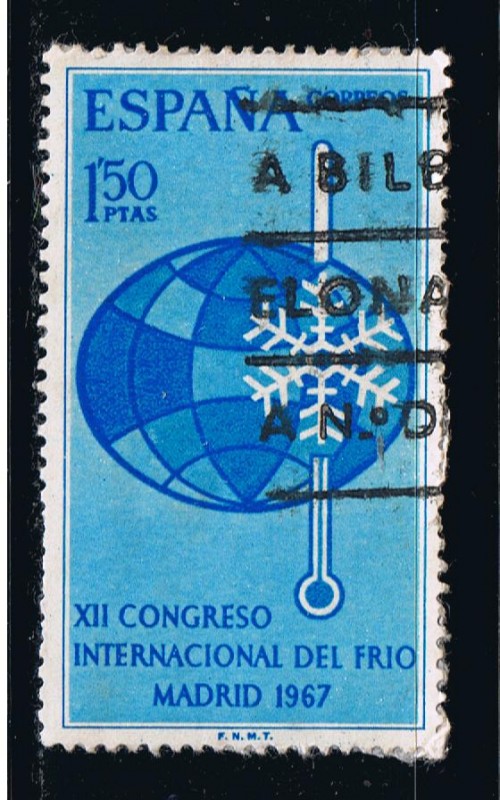 ESPAÑA CORREOS
1'50
PTAS
A BILB
ELONA
A N.º D
XII CONGRESO
INTERNACIONAL DEL FRIO
MADRID 1967
F.N.M.T.